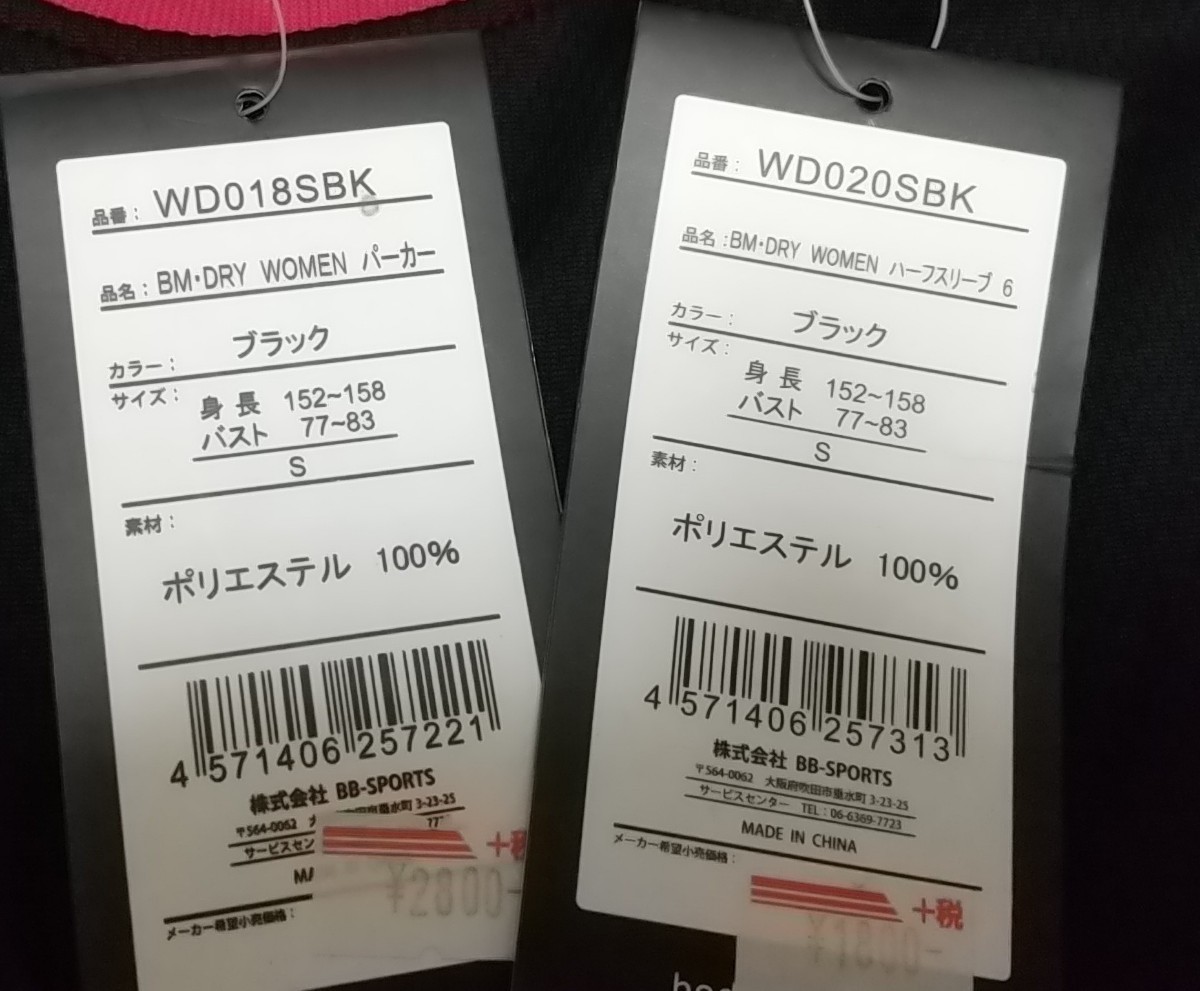 品番： WD018SBK
品名：BM・DRY WOMEN パーカー
カラー： ブラック
サイズ： 身 長 152~158
バスト 77~83
S
素材：
ポリエステル 100%
4 571406 257221
株式会社 BB-SPORTS
〒564-0062 水町 3-23-25
サービスセン
メーカー希望小売価格：
+税
¥2800-
品番： WD020SBK
品名：BM・DRY WOMEN ハーフスリーブ 6
カラー： ブラック
サイズ： 身 長 152~158
バスト 77~83
S
素材：
ポリエステル 100%
4 571406 257313
株式会社 BB-SPORTS
〒564-0062 大阪府吹田市垂水町 3-23-25
サービスセンター TEL：06-6369-7723
MADE IN CHINA
メーカー希望小売価格：
+税
¥1800-